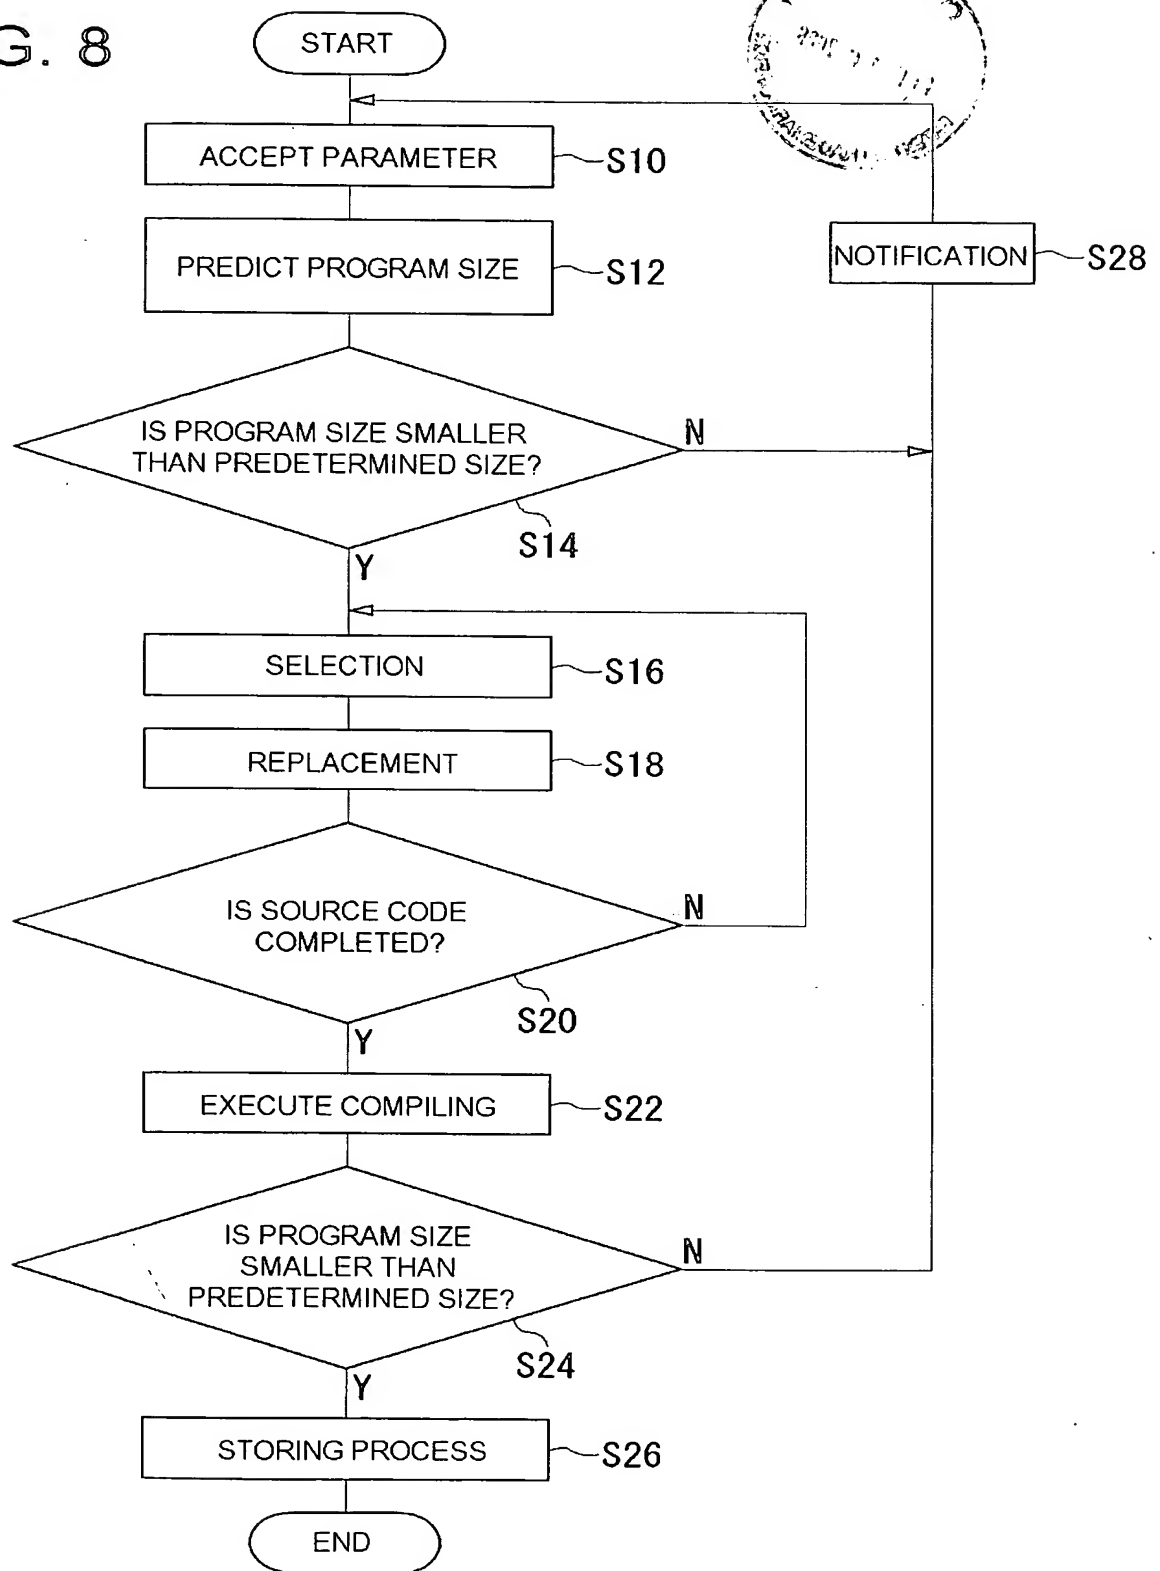 G. 8
START
ACCEPT PARAMETER
S10
PREDICT PROGRAM SIZE
S12
NOTIFICATION
S28
IS PROGRAM SIZE SMALLER
THAN PREDETERMINED SIZE?
N
S14
Y
SELECTION
S16
REPLACEMENT
S18
IS SOURCE CODE
COMPLETED?
N
S20
Y
EXECUTE COMPILING
S22
IS PROGRAM SIZE
SMALLER THAN
PREDETERMINED SIZE?
N
S24
Y
STORING PROCESS
S26
END